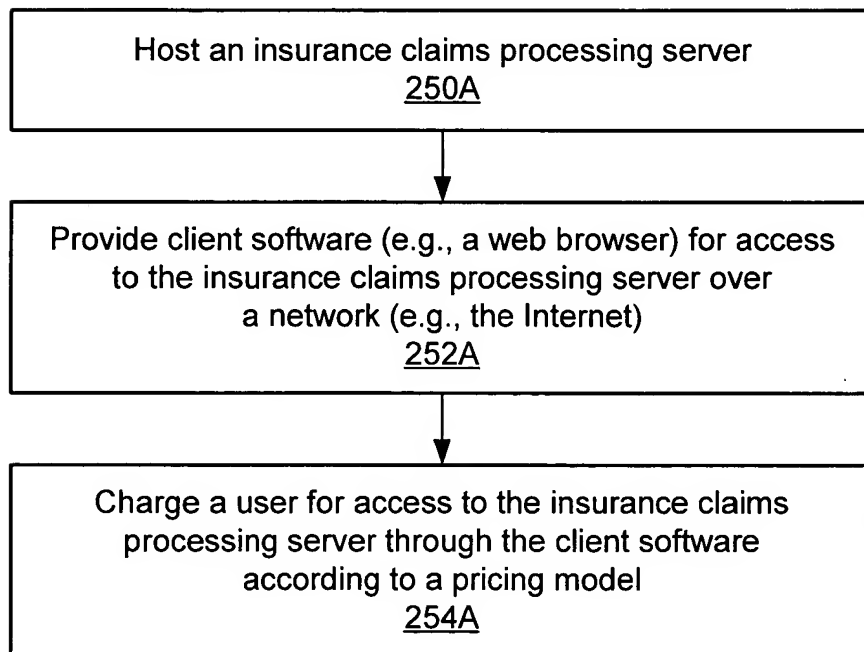 Host an insurance claims processing server
250A
Provide client software (e.g., a web browser) for access
to the insurance claims processing server over
a network (e.g., the Internet)
252A
Charge a user for access to the insurance claims
processing server through the client software
according to a pricing model
254A